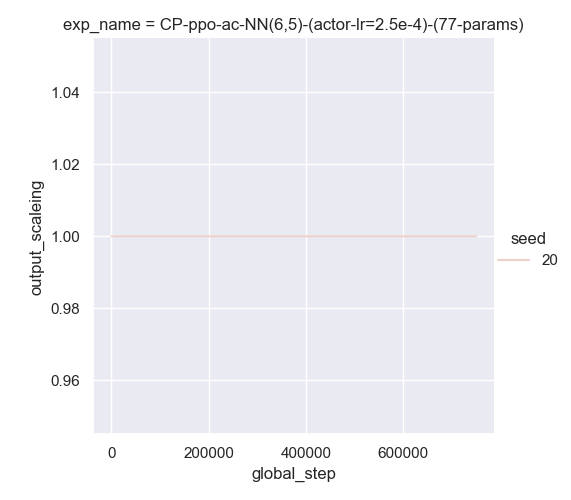 exp_name = CP-ppo-ac-NN(6,5)-(actor-lr=2.5e-4)-(77-params)
1.04
1.02
1.00
0.98
0.96
output_scaleing
seed
20
0
200000
400000
600000
global_step